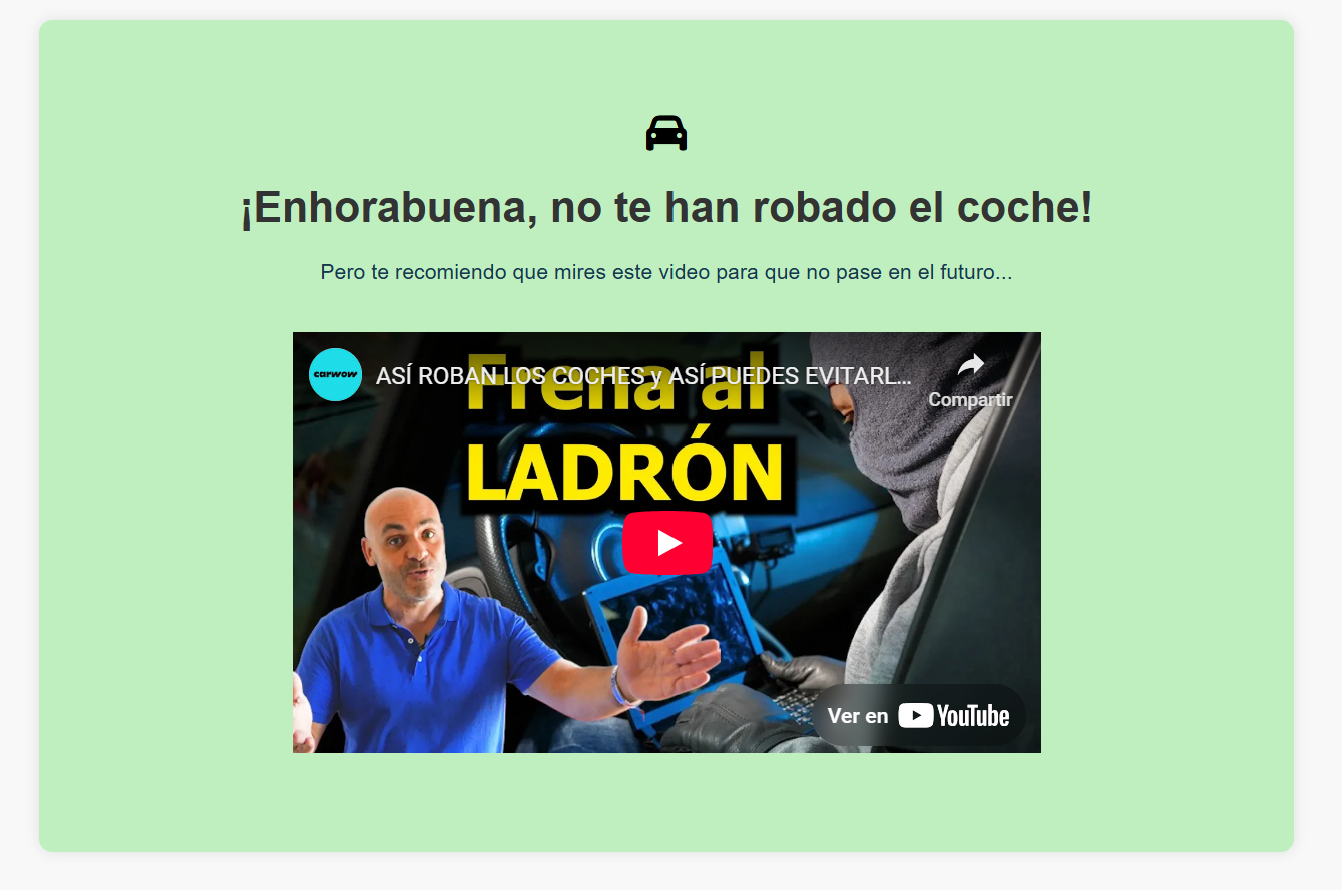 ¡Enhorabuena, no te han robado el coche!
Pero te recomiendo que mires este video para que no pase en el futuro...
carwow
ASÍ ROBAN LOS COCHES y ASÍ PUEDES EVITARL...
Compartir
Frena al
LADRÓN
Ver en YouTube